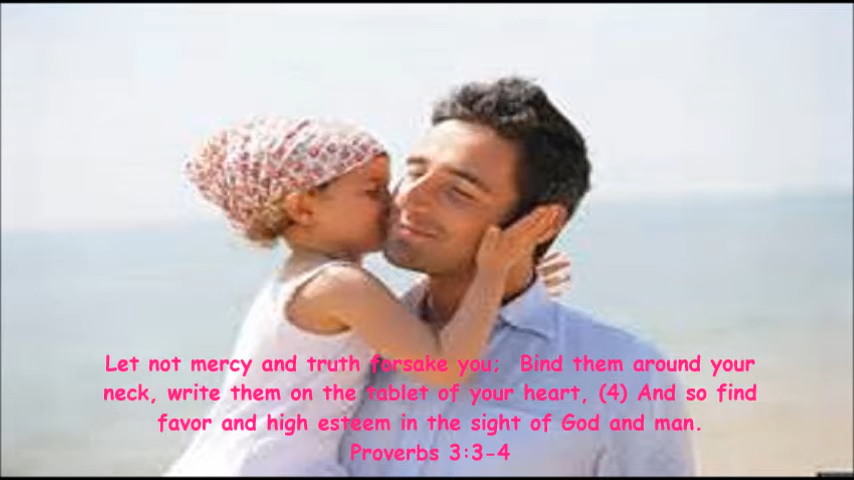 Let not mercy and truth forsake you;  Bind them around your
neck, write them on the tablet of your heart, (4) And so find
favor and high esteem in the sight of God and man.
Proverbs 3:3-4